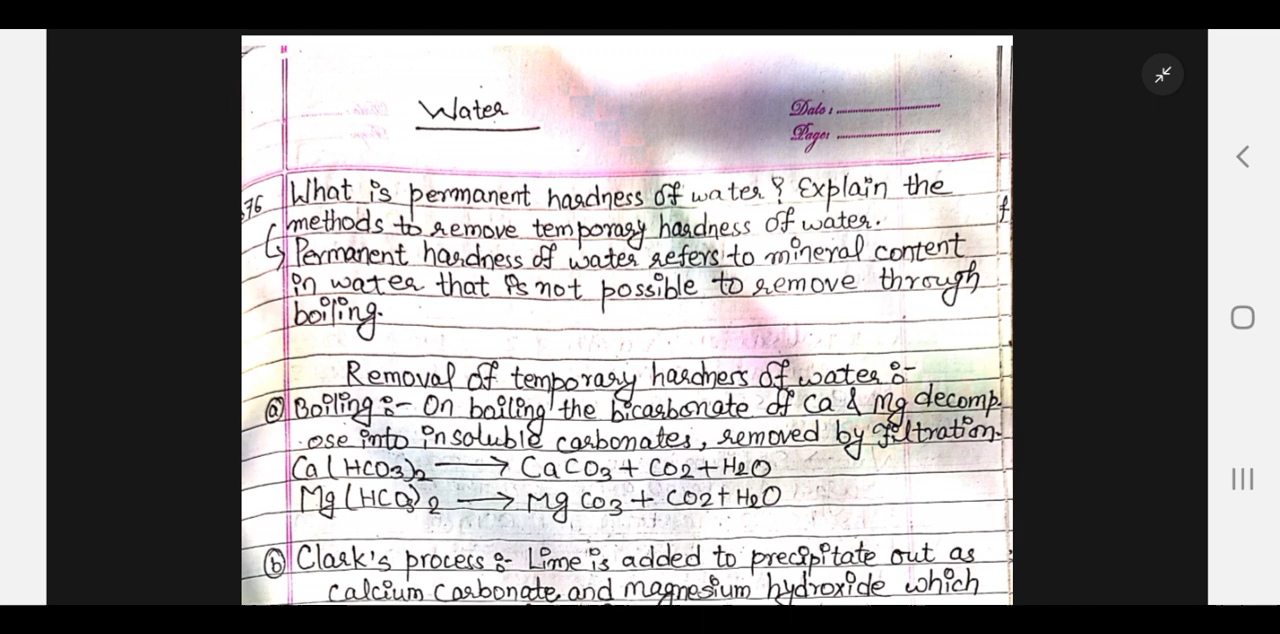 Water
Date :
Page :
76 What is permanent hardness of water ? Explain the
methods to remove temporary hardness of water.
↳ Permanent hardness of water refers to mineral content
in water that is not possible to remove through
boiling.
Removal of temporary hardness of water :-
(a) Boiling :- On boiling the bicarbonate of Ca & Mg decomp
ose into insoluble carbonates, removed by filtration.
Ca(HCO3)2 → CaCO3 + CO2 + H2O
Mg(HCO3)2 → MgCO3 + CO2 + H2O
(b) Clark's process :- Lime is added to precipitate out as
calcium carbonate and magnesium hydroxide which